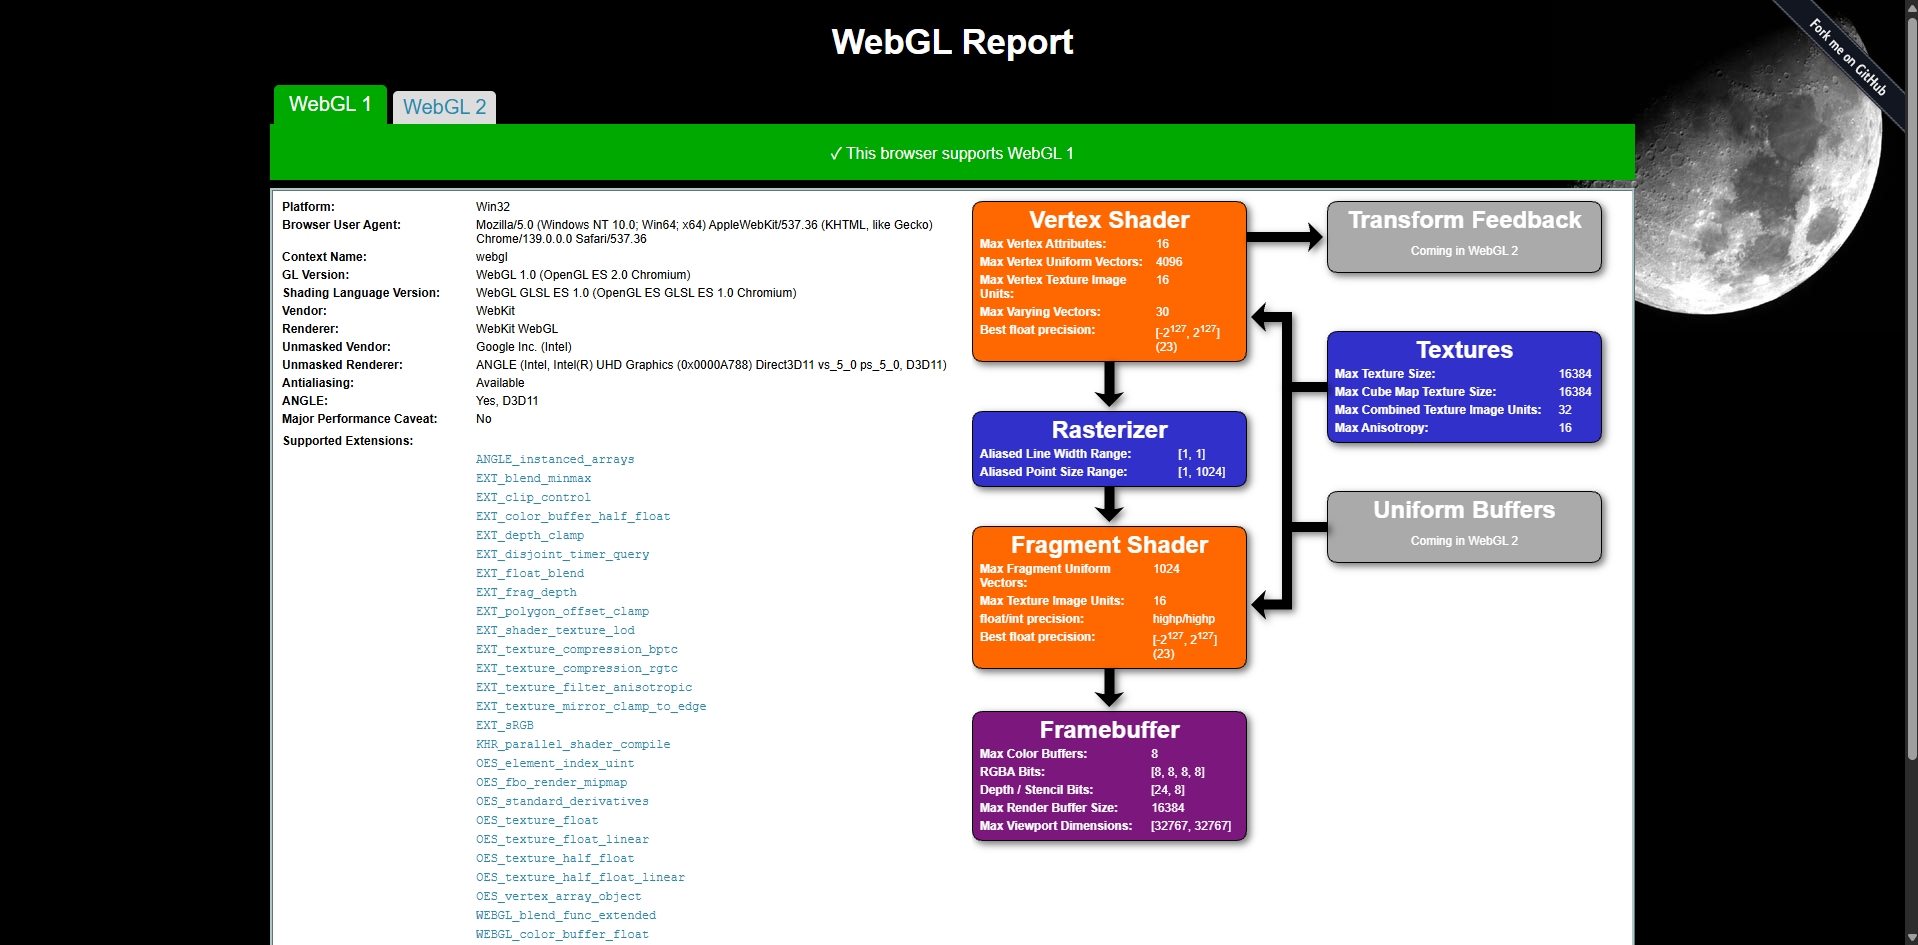 WebGL Report
Fork me on GitHub
WebGL 1
WebGL 2
✓ This browser supports WebGL 1
Platform: Win32
Browser User Agent: Mozilla/5.0 (Windows NT 10.0; Win64; x64) AppleWebKit/537.36 (KHTML, like Gecko)
Chrome/139.0.0.0 Safari/537.36
Context Name: webgl
GL Version: WebGL 1.0 (OpenGL ES 2.0 Chromium)
Shading Language Version: WebGL GLSL ES 1.0 (OpenGL ES GLSL ES 1.0 Chromium)
Vendor: WebKit
Renderer: WebKit WebGL
Unmasked Vendor: Google Inc. (Intel)
Unmasked Renderer: ANGLE (Intel, Intel(R) UHD Graphics (0x0000A788) Direct3D11 vs_5_0 ps_5_0, D3D11)
Antialiasing: Available
ANGLE: Yes, D3D11
Major Performance Caveat: No
Supported Extensions:
ANGLE_instanced_arrays
EXT_blend_minmax
EXT_clip_control
EXT_color_buffer_half_float
EXT_depth_clamp
EXT_disjoint_timer_query
EXT_float_blend
EXT_frag_depth
EXT_polygon_offset_clamp
EXT_shader_texture_lod
EXT_texture_compression_bptc
EXT_texture_compression_rgtc
EXT_texture_filter_anisotropic
EXT_texture_mirror_clamp_to_edge
EXT_sRGB
KHR_parallel_shader_compile
OES_element_index_uint
OES_fbo_render_mipmap
OES_standard_derivatives
OES_texture_float
OES_texture_float_linear
OES_texture_half_float
OES_texture_half_float_linear
OES_vertex_array_object
WEBGL_blend_func_extended
WEBGL_color_buffer_float
Vertex Shader
Max Vertex Attributes: 16
Max Vertex Uniform Vectors: 4096
Max Vertex Texture Image 16
Units:
Max Varying Vectors: 30
Best float precision: [-2^127, 2^127]
(23)
Rasterizer
Aliased Line Width Range: [1, 1]
Aliased Point Size Range: [1, 1024]
Fragment Shader
Max Fragment Uniform 1024
Vectors:
Max Texture Image Units: 16
float/int precision: highp/highp
Best float precision: [-2^127, 2^127]
(23)
Framebuffer
Max Color Buffers: 8
RGBA Bits: [8, 8, 8, 8]
Depth / Stencil Bits: [24, 8]
Max Render Buffer Size: 16384
Max Viewport Dimensions: [32767, 32767]
Transform Feedback
Coming in WebGL 2
Textures
Max Texture Size: 16384
Max Cube Map Texture Size: 16384
Max Combined Texture Image Units: 32
Max Anisotropy: 16
Uniform Buffers
Coming in WebGL 2